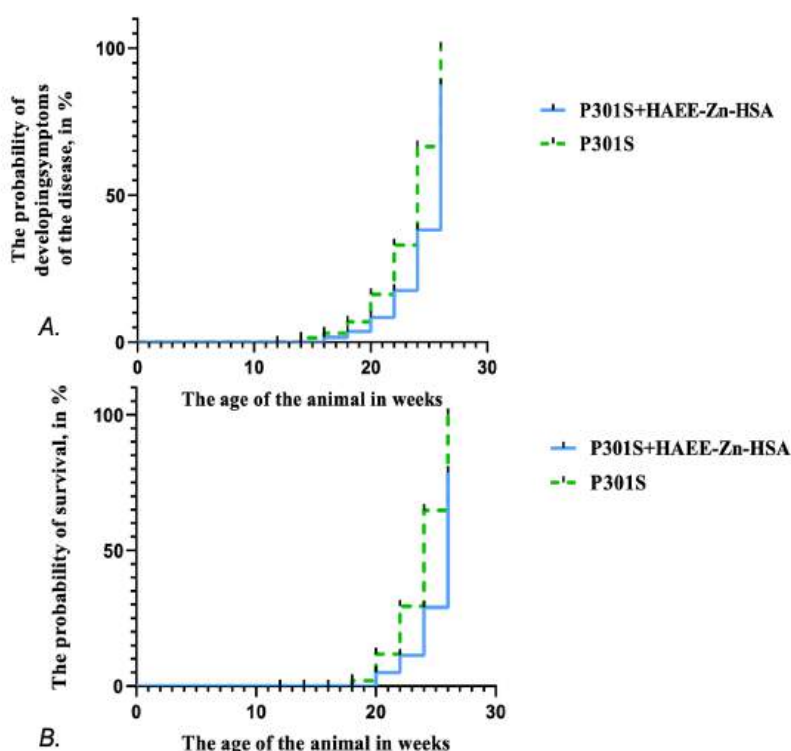 The probability of
developingsymptoms
of the disease, in %
100
50
0
0
10
20
30
The age of the animal in weeks
P301S+HAEE-Zn-HSA
P301S
A.
The probability of survival, in %
100
50
0
0
10
20
30
The age of the animal in weeks
P301S+HAEE-Zn-HSA
P301S
B.